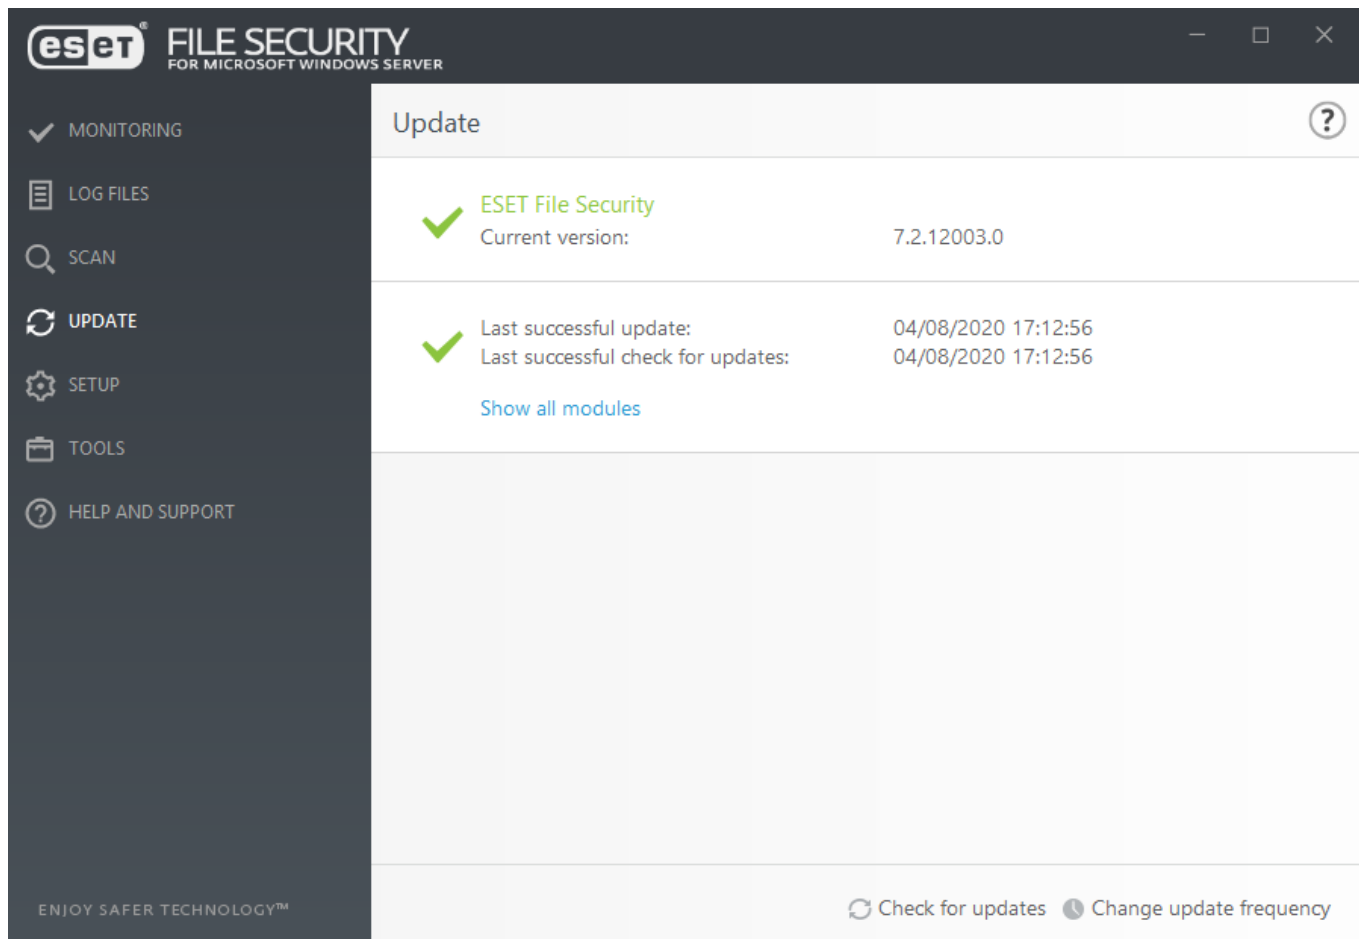 eset® FILE SECURITY
FOR MICROSOFT WINDOWS SERVER
MONITORING
LOG FILES
SCAN
UPDATE
SETUP
TOOLS
HELP AND SUPPORT
ENJOY SAFER TECHNOLOGY™
Update
?
ESET File Security
Current version: 7.2.12003.0
Last successful update: 04/08/2020 17:12:56
Last successful check for updates: 04/08/2020 17:12:56
Show all modules
Check for updates Change update frequency